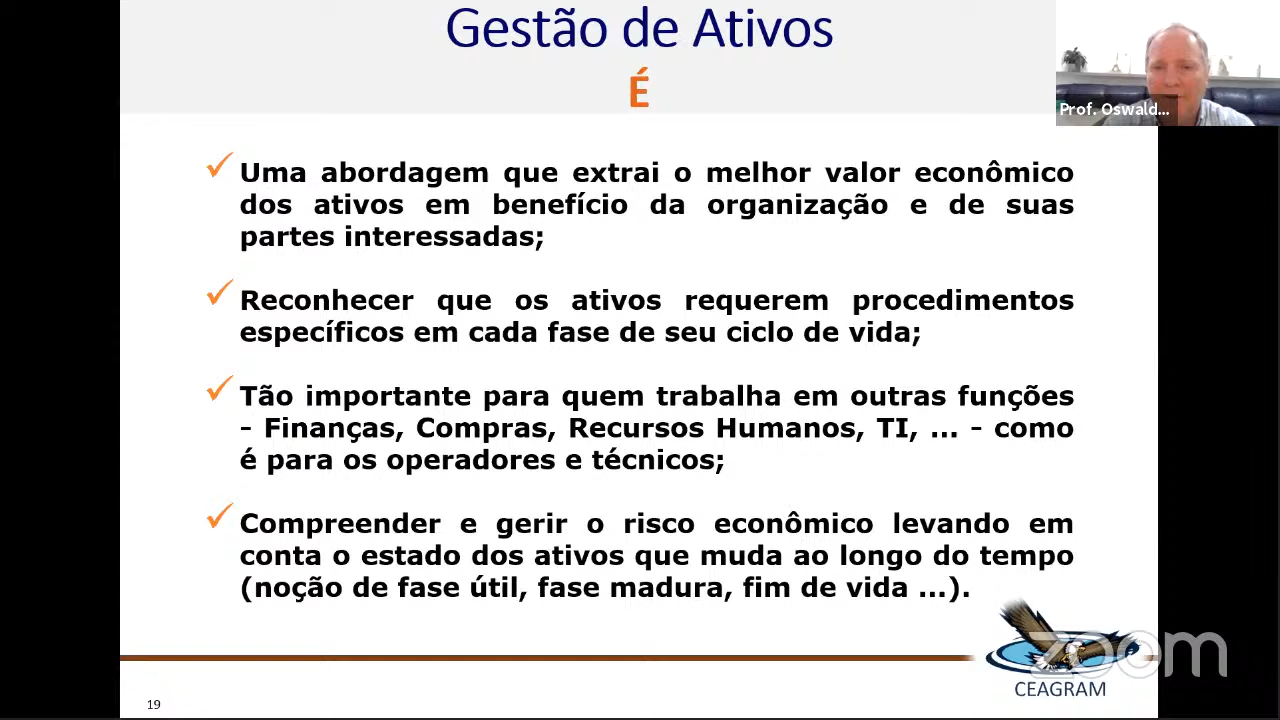 Gestão de Ativos
É
Prof. Oswald...
Uma abordagem que extrai o melhor valor econômico
dos ativos em benefício da organização e de suas
partes interessadas;
Reconhecer que os ativos requerem procedimentos
específicos em cada fase de seu ciclo de vida;
Tão importante para quem trabalha em outras funções
- Finanças, Compras, Recursos Humanos, TI, ... - como
é para os operadores e técnicos;
Compreender e gerir o risco econômico levando em
conta o estado dos ativos que muda ao longo do tempo
(noção de fase útil, fase madura, fim de vida ...).
zoom
CEAGRAM
19